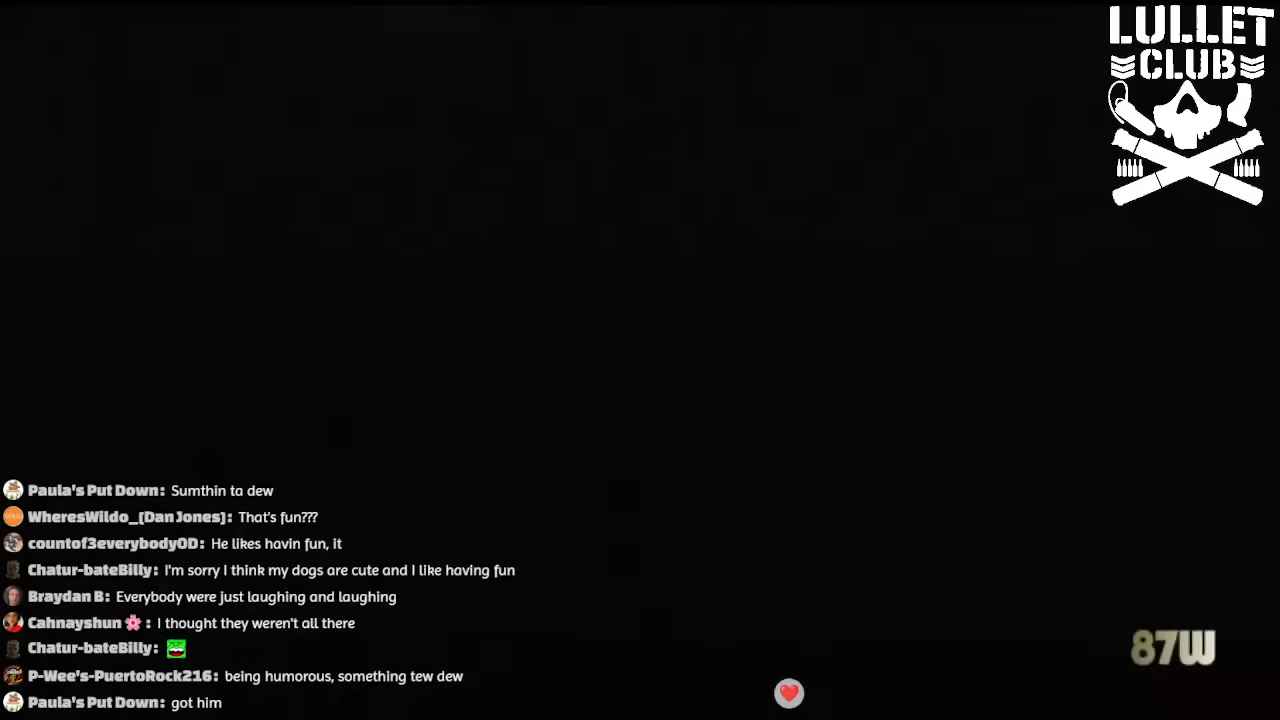 LULLET
CLUB
Paula's Put Down: Sumthin ta dew
WheresWildo_(Dan Jones): That's fun???
countof3everybodyOD: He likes havin fun, it
Chatur-bateBilly: I'm sorry I think my dogs are cute and I like having fun
Braydan B: Everybody were just laughing and laughing
Cahnayshun🌸: I thought they weren't all there
Chatur-bateBilly:
P-Wee's-PuertoRock216: being humorous, something tew dew
Paula's Put Down: got him
87W